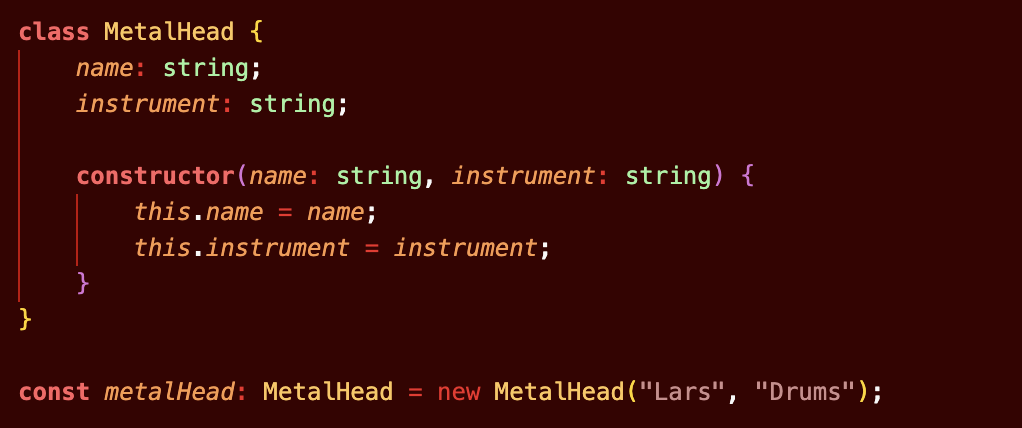 class MetalHead {
    name: string;
    instrument: string;

    constructor(name: string, instrument: string) {
        this.name = name;
        this.instrument = instrument;
    }
}

const metalHead: MetalHead = new MetalHead("Lars", "Drums");